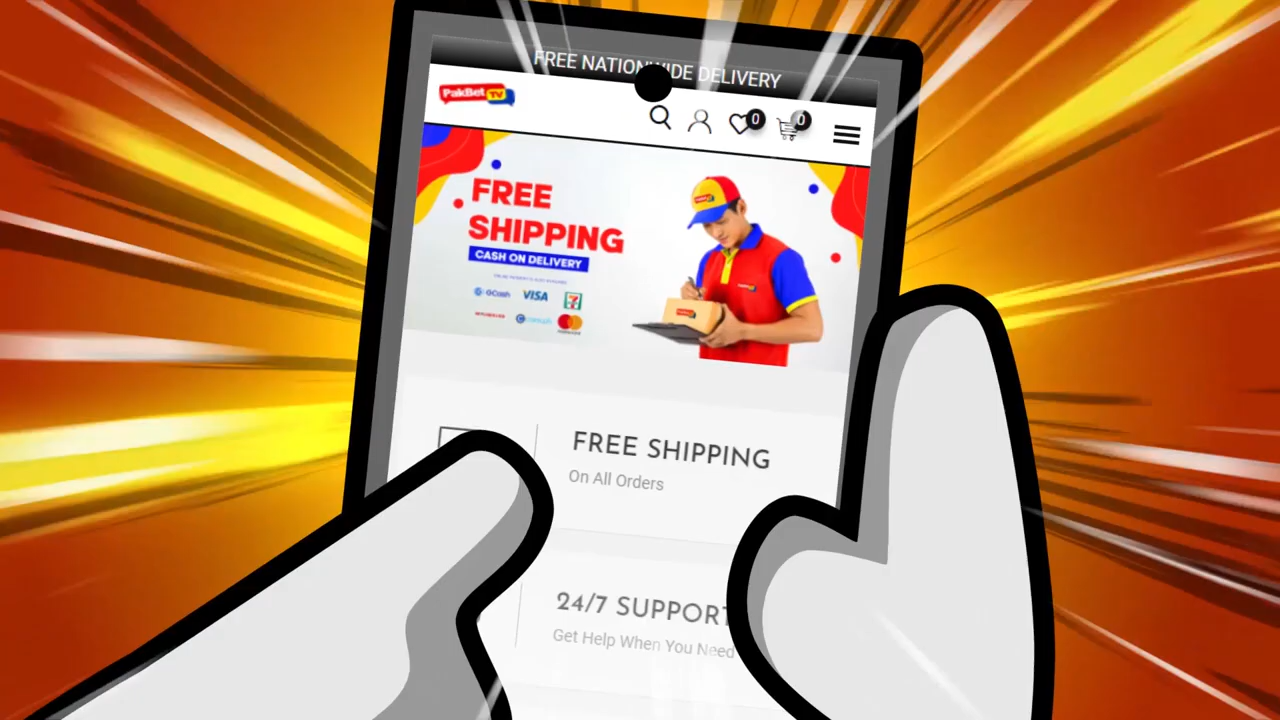 FREE NATIONWIDE DELIVERY
PakBet TV
0
0
FREE
SHIPPING
CASH ON DELIVERY
GCash VISA 7
FREE SHIPPING
On All Orders
24/7 SUPPORT
Get Help When You Need